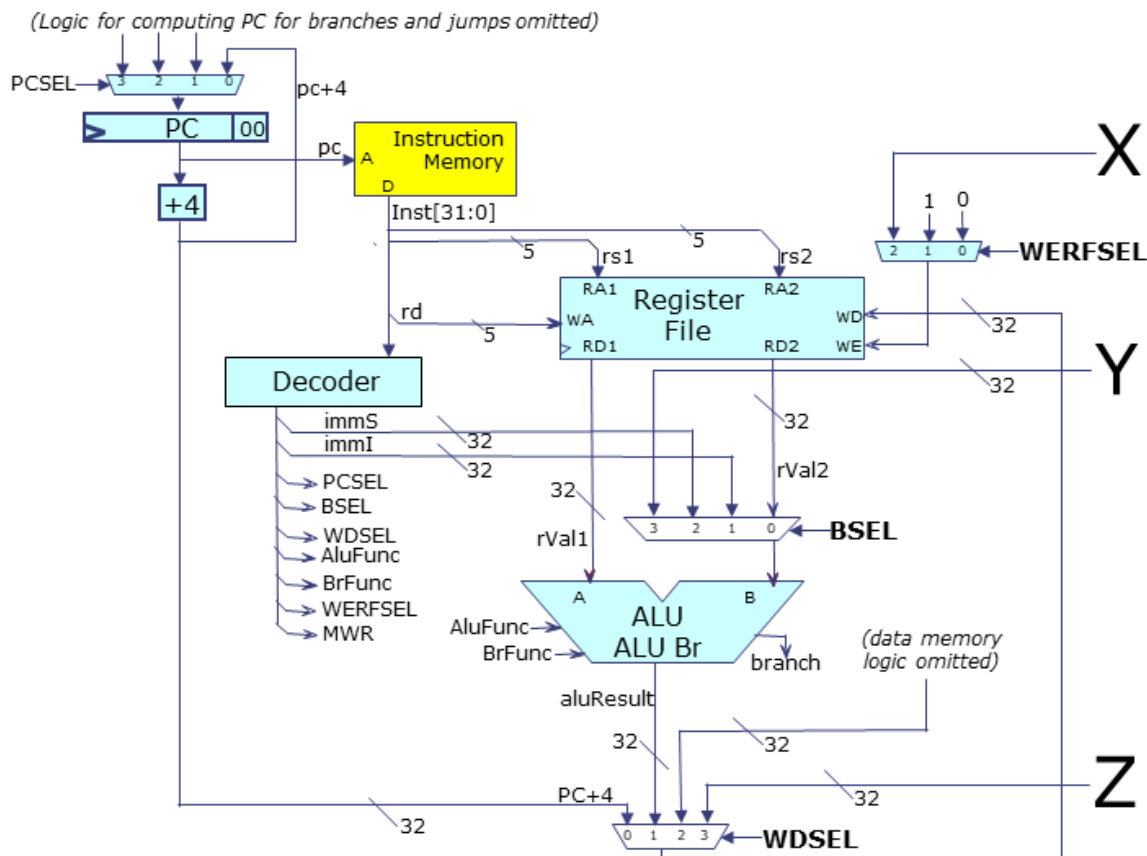 (Logic for computing PC for branches and jumps omitted)
PCSEL
3 2 1 0
pc+4
PC 00
pc
A
Instruction
Memory
D
+4
Inst[31:0]
X
1 0
5
5
rs1
rs2
2 1 0
WERFSEL
RA1
RA2
Register
File
rd
WA
WD
32
5
RD1
RD2
WE
Decoder
32
Y
immS
32
32
immI
32
rVal2
PCSEL
BSEL
WDSEL
AluFunc
BrFunc
WERFSEL
MWR
32
3 2 1 0
BSEL
rVal1
A
B
ALU
ALU Br
AluFunc
BrFunc
branch
(data memory
logic omitted)
aluResult
32
32
32
Z
PC+4
32
0 1 2 3
WDSEL